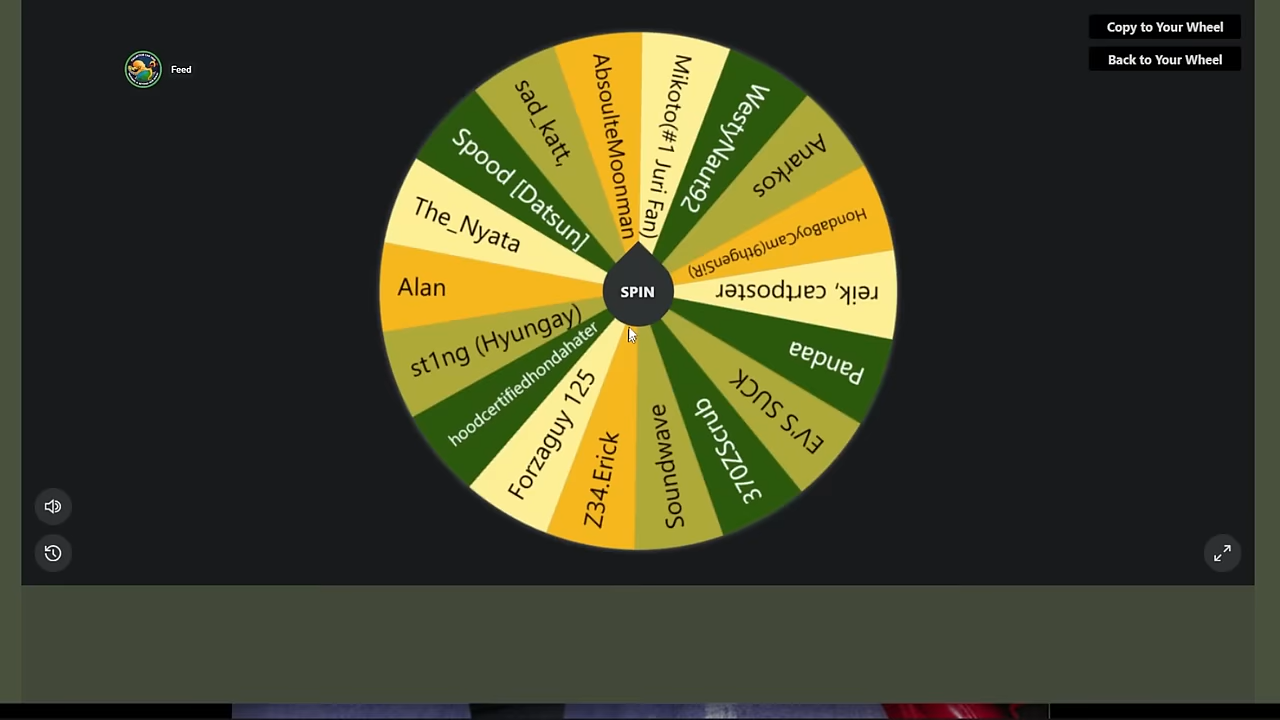 Copy to Your Wheel
Back to Your Wheel
Feed
AbsoulteMoonman
Mikoto(#1 Juri Fan)
WestyNaut92
Anarkos
HondaBoyCam(9thgenSiR)
reik, cartposter
Pandaa
EV'S SUCK
370ZScrub
Soundwave
Z34.Erick
Forzaguy 125
hoodcertifiedhondahater
st1ng (Hyungay)
Alan
The_Nyata
Spood [Datsun]
sad_katt,
SPIN